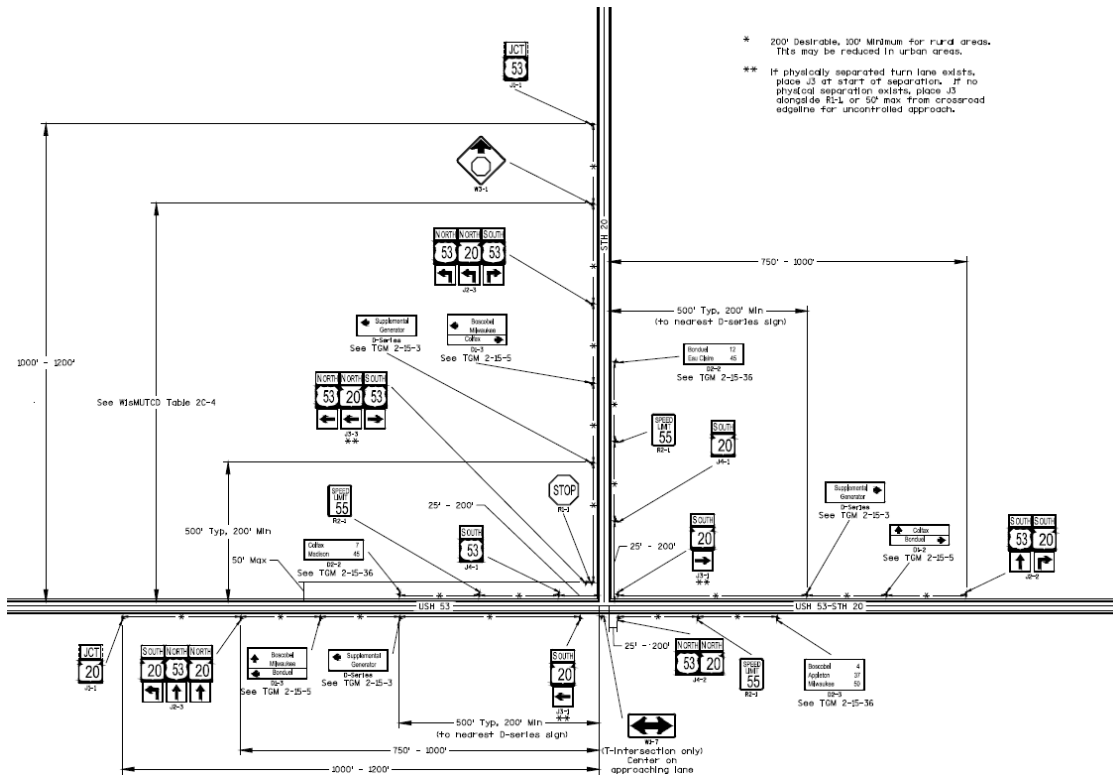 * 200' Desirable, 100' Minimum for rural areas.
This may be reduced in urban areas.
** If physically separated turn lane exists,
place J3 at start of separation. If no
physical separation exists, place J3
alongside R1-1, or 50' max from crossroad
edgeline for uncontrolled approach.
JCT
53
J1-1
W3-1
STH 20
NORTH NORTH SOUTH
53 20 53
J2-3
750' - 1000'
500' Typ, 200' Min
(to nearest D-series sign)
Supplemental
Generator
D-Series
See TGM 2-15-3
Boscobel
Milwaukee
Colfax
D1-3
See TGM 2-15-5
Bonduel 12
Eau Claire 45
D2-2
See TGM 2-15-36
1000' - 1200'
See WisMUTCD Table 2C-4
NORTH NORTH SOUTH
53 20 53
J3-3
**
SPEED
LIMIT
55
R2-1
SOUTH
20
J4-1
STOP
R1-1
25' - 200'
SPEED
LIMIT
55
R2-1
500' Typ, 200' Min
50' Max
Colfax 7
Madison 45
D2-2
See TGM 2-15-36
SOUTH
53
J4-1
SOUTH
20
J3-1
**
25' - 200'
Supplemental
Generator
D-Series
See TGM 2-15-3
Colfax
Bonduel
D1-2
See TGM 2-15-5
SOUTH SOUTH
53 20
J2-2
USH 53
USH 53-STH 20
JCT
20
J1-1
SOUTH NORTH NORTH
20 53 20
J2-3
Boscobel
Milwaukee
Bonduel
D1-3
See TGM 2-15-5
Supplemental
Generator
D-Series
See TGM 2-15-3
SOUTH
20
J3-1
**
25' - 200'
NORTH NORTH
53 20
J4-2
SPEED
LIMIT
55
R2-1
Boscobel 4
Appleton 37
Milwaukee 50
D2-3
See TGM 2-15-36
500' Typ, 200' Min
(to nearest D-series sign)
750' - 1000'
1000' - 1200'
(T-Intersection only)
Center on
approaching lane